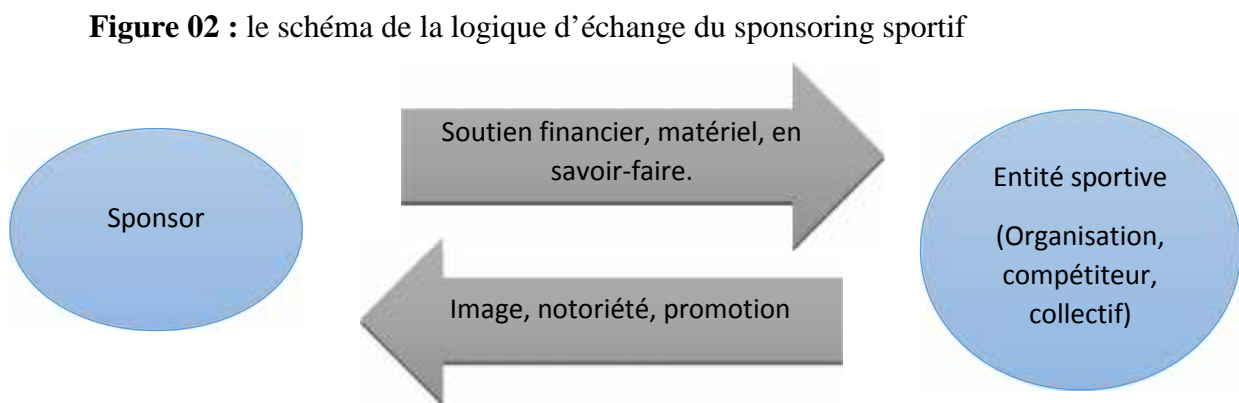 Figure 02 : le schéma de la logique d’échange du sponsoring sportif
Sponsor
Soutien financier, matériel, en
savoir-faire.
Image, notoriété, promotion
Entité sportive
(Organisation,
compétiteur,
collectif)